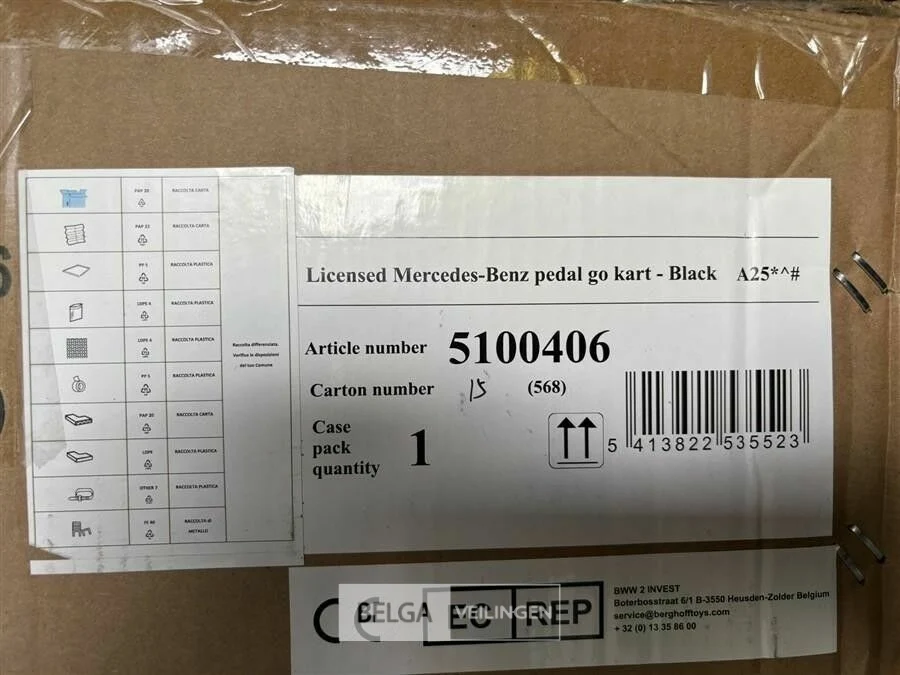 PAP 20 RACCOLTA CARTA
PAP 22 RACCOLTA CARTA
PP 5 RACCOLTA PLASTICA
LDPE 4 RACCOLTA PLASTICA
LDPE 4 RACCOLTA PLASTICA
PP 5 RACCOLTA PLASTICA
PAP 20 RACCOLTA CARTA
LDPE RACCOLTA PLASTICA
OTHER 7 RACCOLTA PLASTICA
FE 40 RACCOLTA di
METALLO
Raccolta differenziata.
Verifica le disposizioni
del tuo Comune
Licensed Mercedes-Benz pedal go kart - Black A25*^#
Article number 5100406
Carton number 15 (568)
Case
pack
quantity 1
5 413822 535523
CE EC REP
BELGA VEILINGEN
BWW 2 INVEST
Boterbosstraat 6/1 B-3550 Heusden-Zolder Belgium
service@berghofftoys.com
+ 32 (0) 13 35 86 00